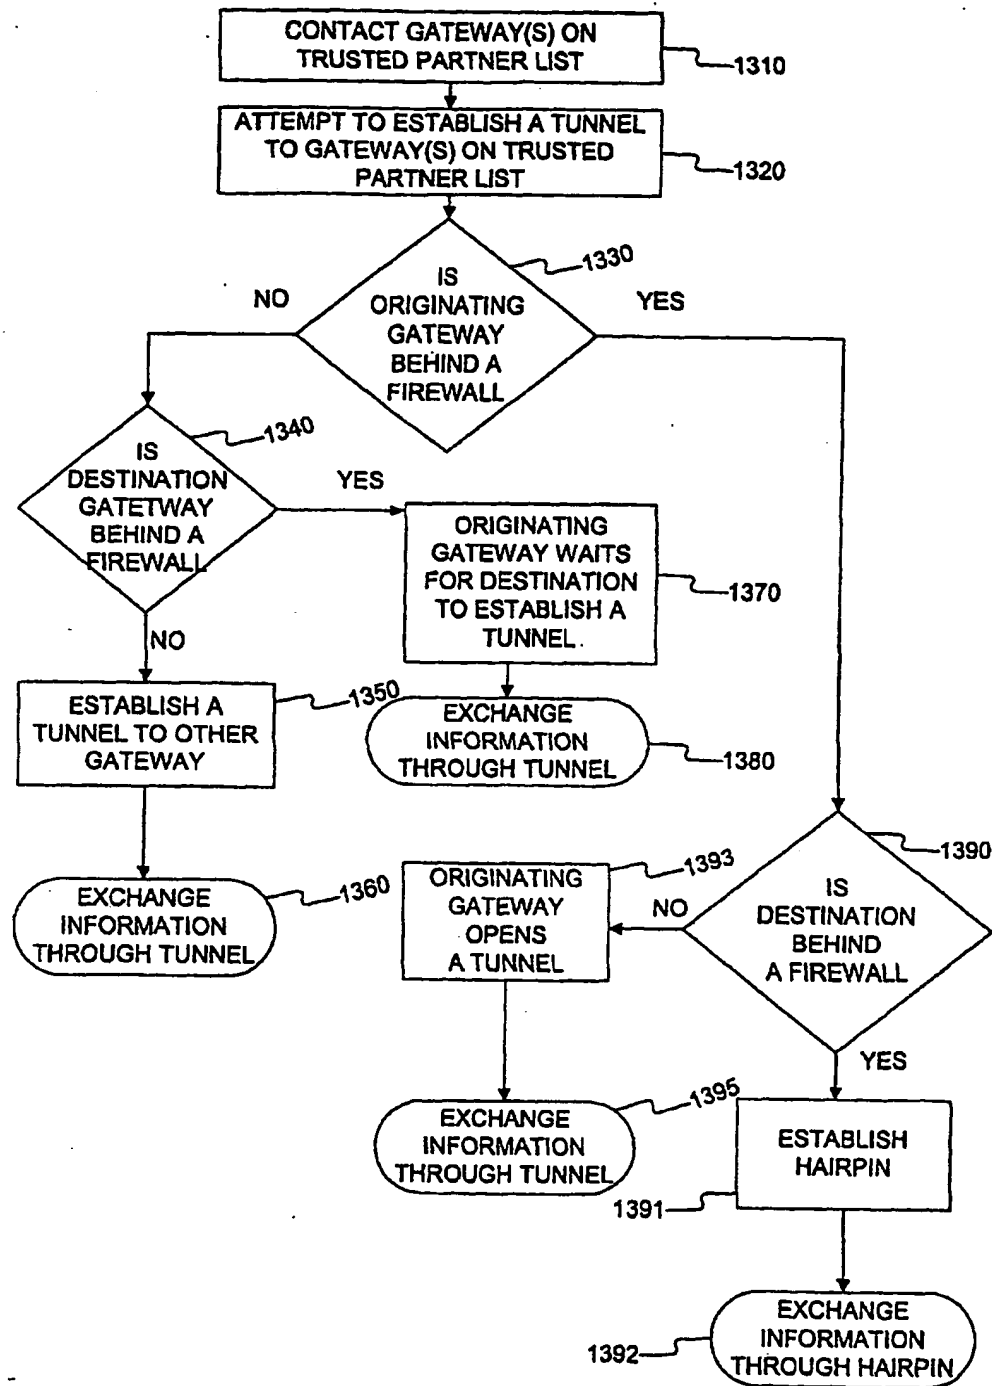 CONTACT GATEWAY(S) ON
TRUSTED PARTNER LIST
1310
ATTEMPT TO ESTABLISH A TUNNEL
TO GATEWAY(S) ON TRUSTED
PARTNER LIST
1320
1330
IS
ORIGINATING
GATEWAY
BEHIND A
FIREWALL
NO
YES
1340
IS
DESTINATION
GATETWAY
BEHIND A
FIREWALL
YES
NO
ORIGINATING
GATEWAY WAITS
FOR DESTINATION
TO ESTABLISH A
TUNNEL.
1370
1350
ESTABLISH A
TUNNEL TO OTHER
GATEWAY
EXCHANGE
INFORMATION
THROUGH TUNNEL
1380
1360
EXCHANGE
INFORMATION
THROUGH TUNNEL
1390
IS
DESTINATION
BEHIND
A FIREWALL
NO
YES
1393
ORIGINATING
GATEWAY
OPENS
A TUNNEL
1395
EXCHANGE
INFORMATION
THROUGH TUNNEL
ESTABLISH
HAIRPIN
1391
EXCHANGE
INFORMATION
THROUGH HAIRPIN
1392